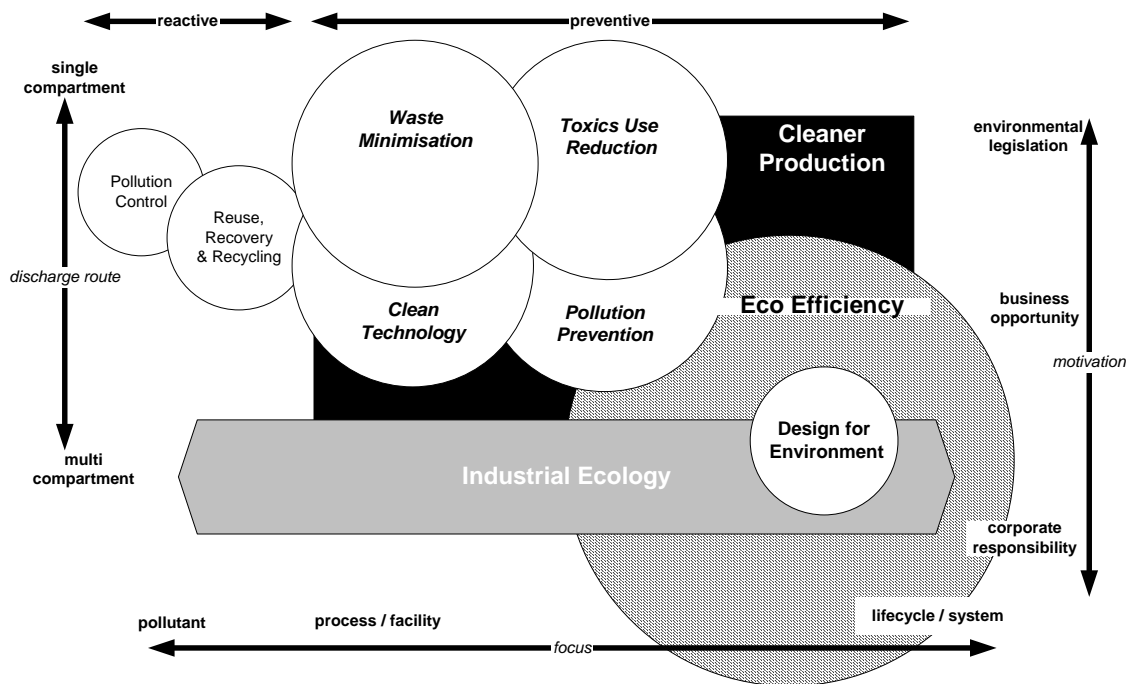 reactive
preventive
single
compartment
Waste
Minimisation
Toxics Use
Reduction
Cleaner
Production
environmental
legislation
Pollution
Control
Reuse,
Recovery
& Recycling
discharge route
Clean
Technology
Pollution
Prevention
Eco Efficiency
business
opportunity
motivation
multi
compartment
Industrial Ecology
Design for
Environment
corporate
responsibility
pollutant
process / facility
lifecycle / system
focus